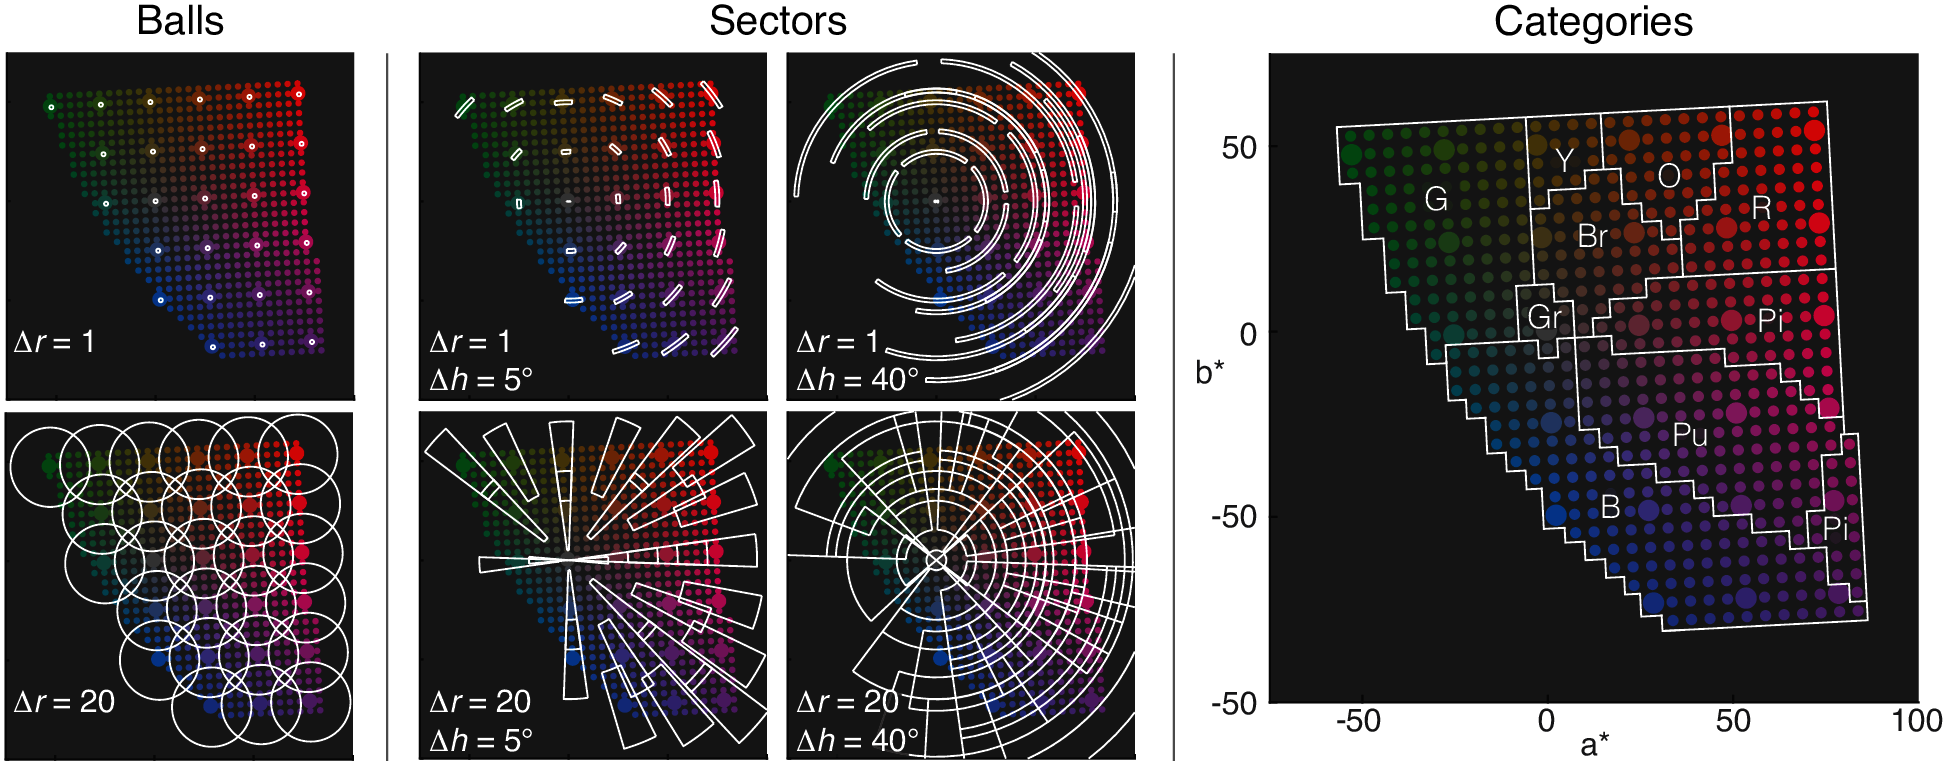 Balls
Sectors
Categories
Δr = 1
Δr = 1
Δh = 5°
Δr = 1
Δh = 40°
Δr = 20
Δr = 20
Δh = 5°
Δr = 20
Δh = 40°
50
0
b*
-50
-50
-50
0
50
100
a*
G
Y
O
R
Br
Gr
Pi
Pu
B
Pi